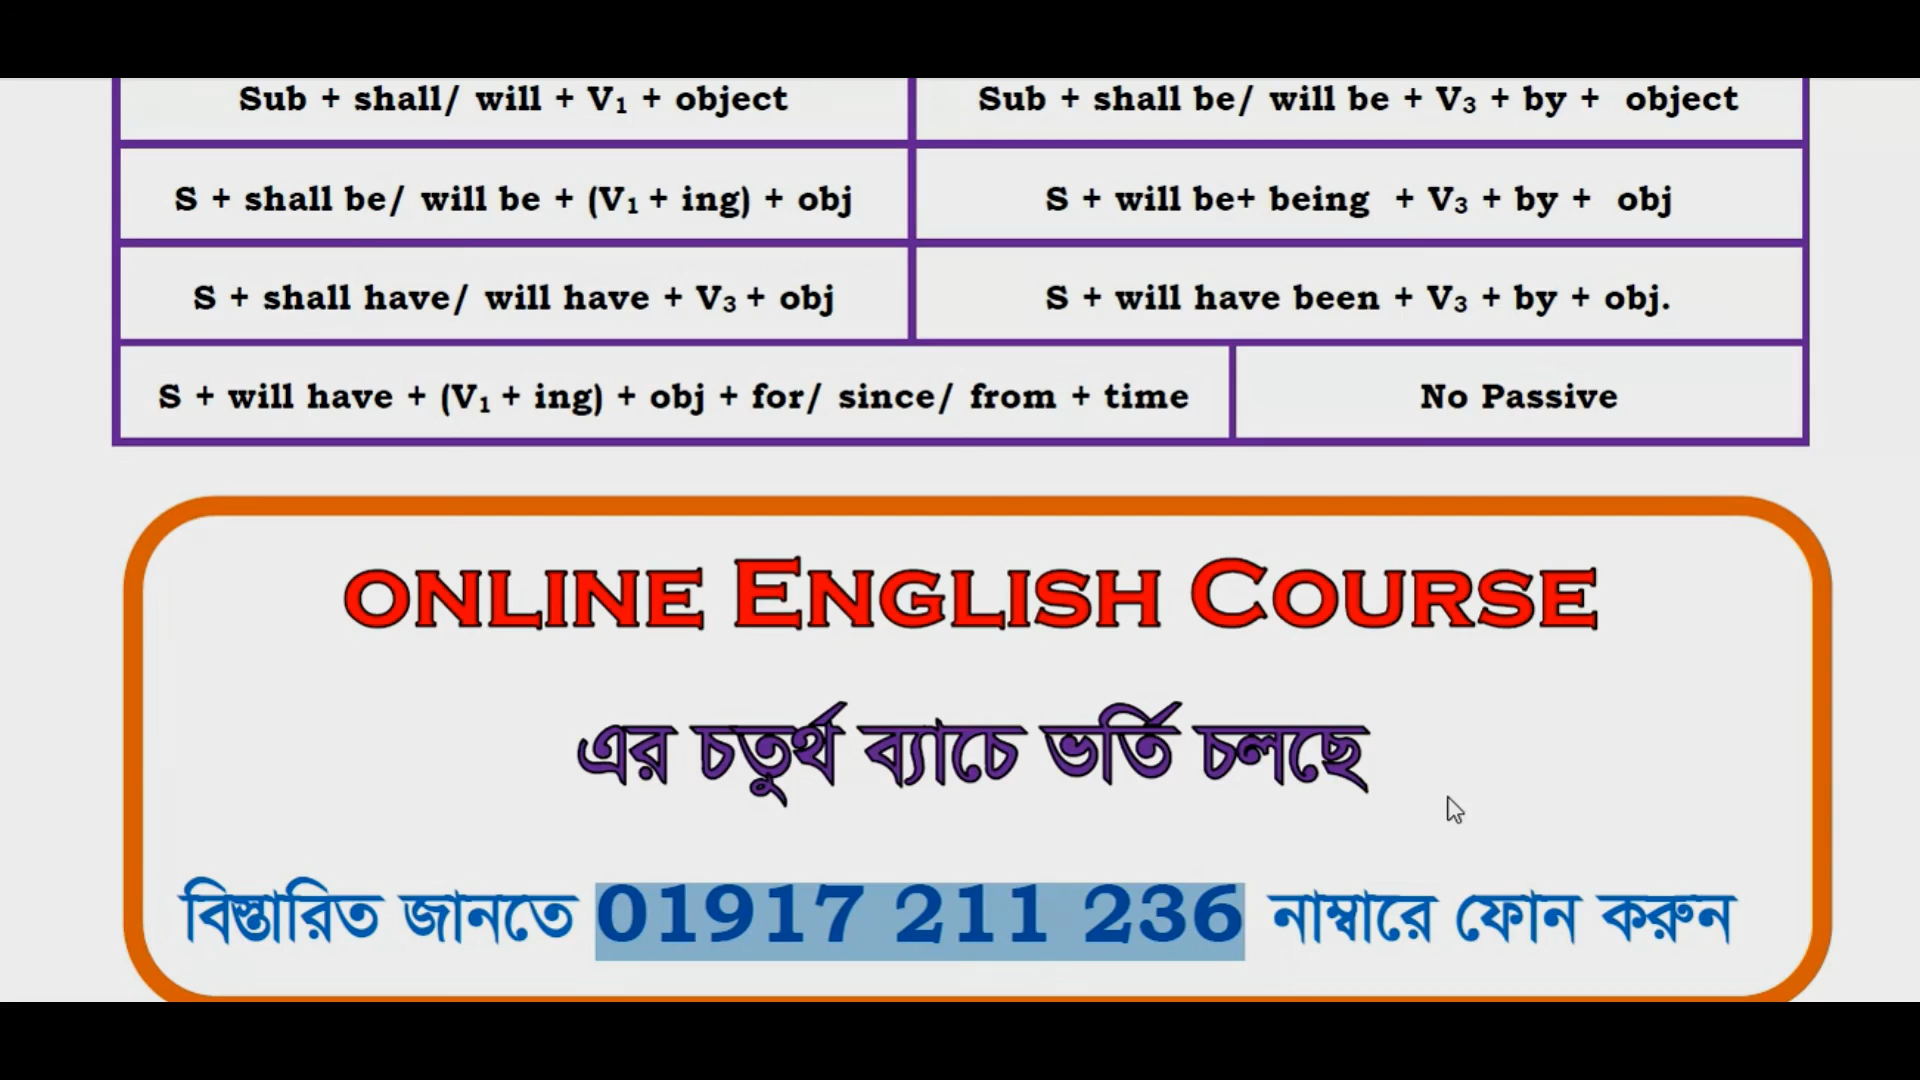 Sub + shall/ will + V₁ + object
Sub + shall be/ will be + V₃ + by + object
S + shall be/ will be + (V₁ + ing) + obj
S + will be+ being + V₃ + by + obj
S + shall have/ will have + V₃ + obj
S + will have been + V₃ + by + obj.
S + will have + (V₁ + ing) + obj + for/ since/ from + time
No Passive
ONLINE ENGLISH COURSE
এর চতুর্থ ব্যাচে ভর্তি চলছে
বিস্তারিত জানতে 01917 211 236 নাম্বারে ফোন করুন